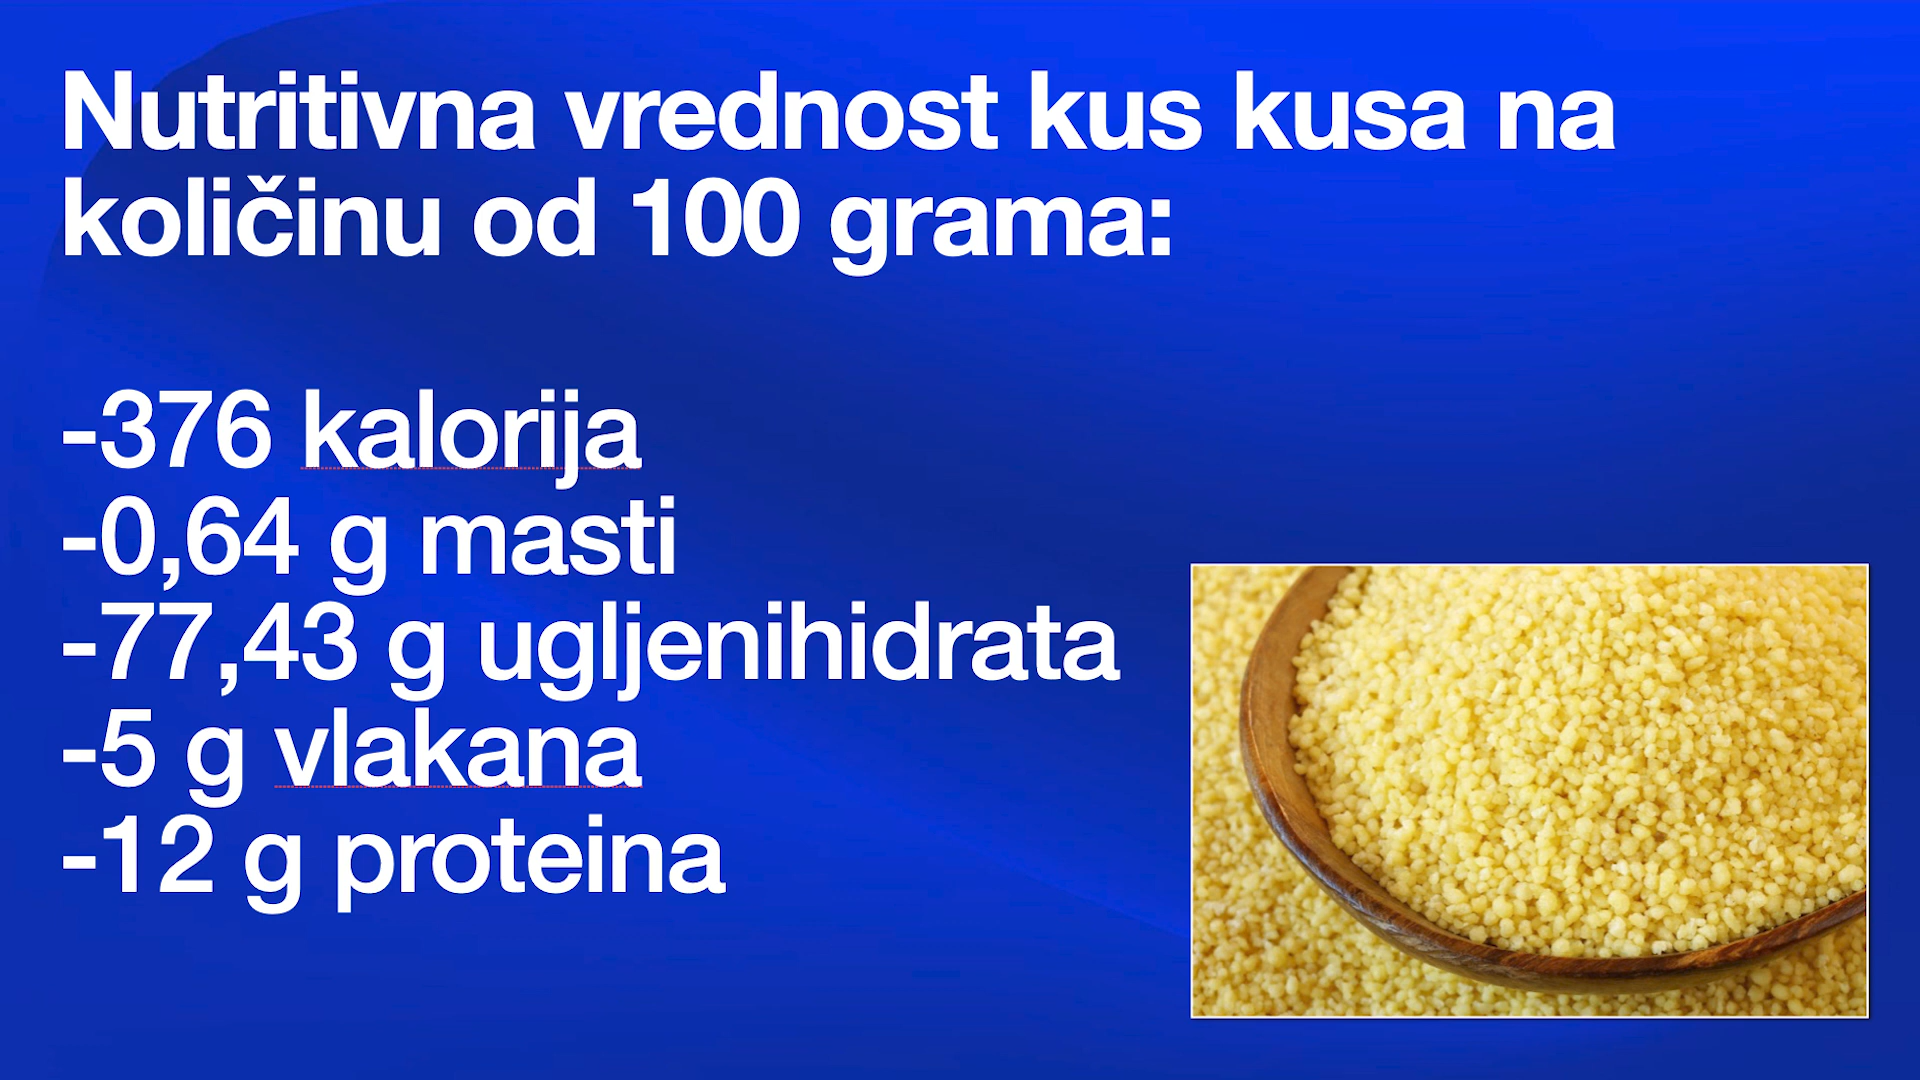 Nutritivna vrednost kus kusa na
količinu od 100 grama:
-376 kalorija
-0,64 g masti
-77,43 g ugljenihidrata
-5 g vlakana
-12 g proteina